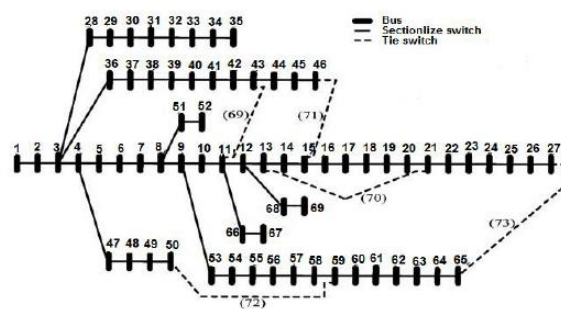 Bus
Sectionlize switch
Tie switch
28 29 30 31 32 33 34 35
36 37 38 39 40 41 42 43 44 45 46
51 52
(69) (71)
1 2 3 4 5 6 7 8 9 10 11 12 13 14 15 16 17 18 19 20 21 22 23 24 25 26 27
68 69
(70)
66 67
(73)
47 48 49 50
53 54 55 56 57 58 59 60 61 62 63 64 65
(72)